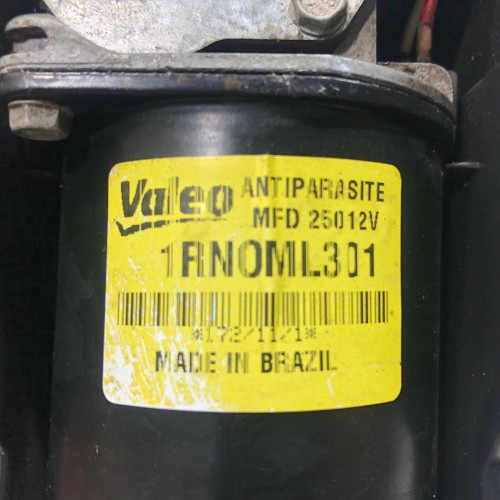 Valeo ANTIPARASITE
MFD 25012V
1RNOML301
*172/11/1*
MADE IN BRAZIL